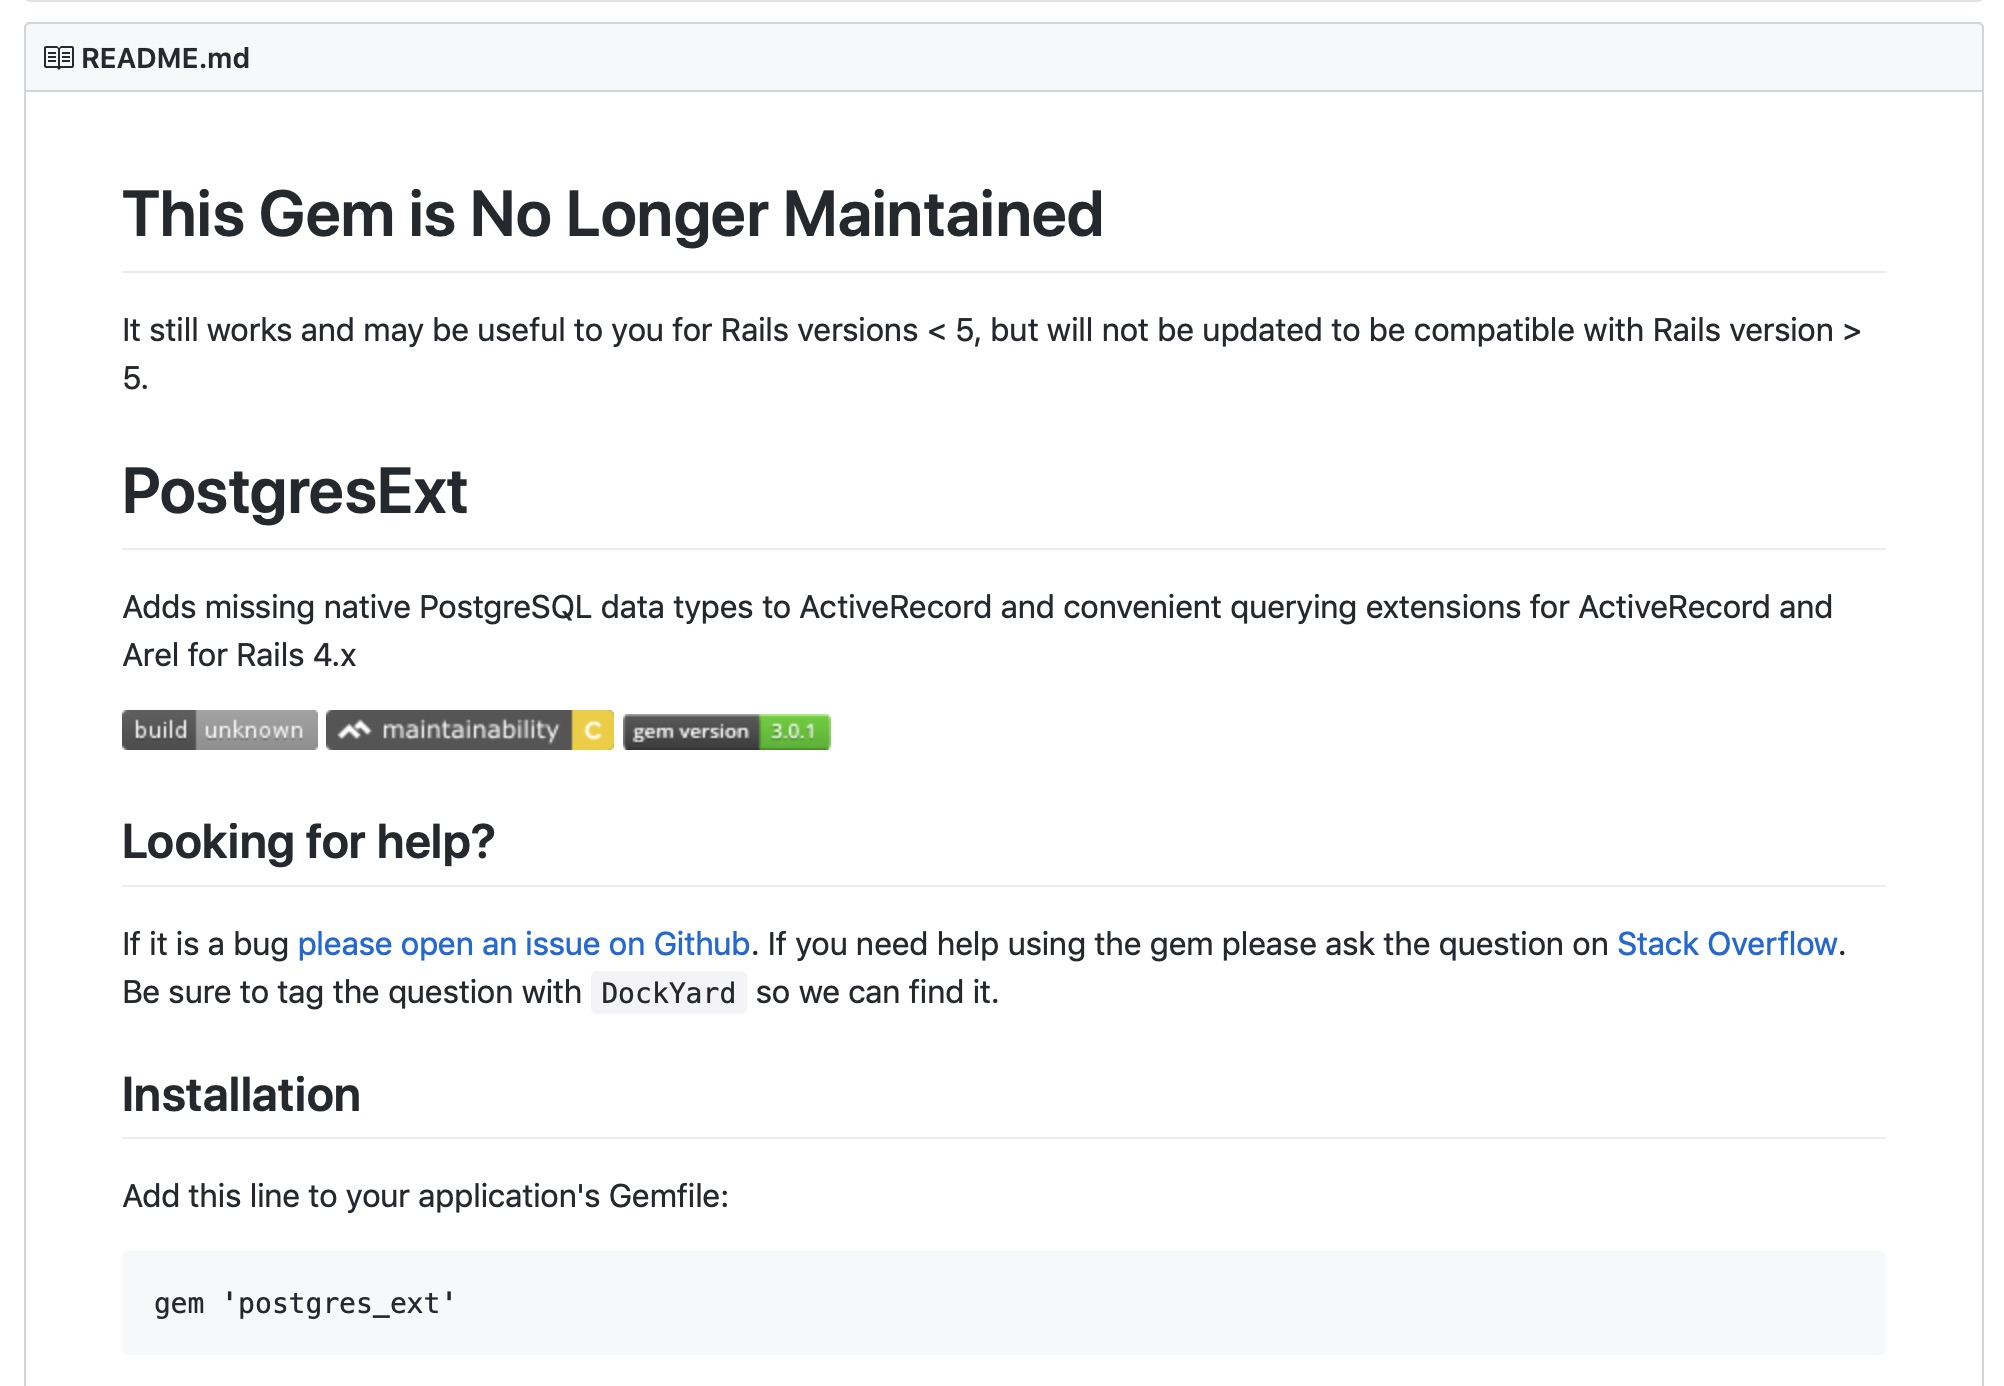 README.md
This Gem is No Longer Maintained
It still works and may be useful to you for Rails versions < 5, but will not be updated to be compatible with Rails version >
5.
PostgresExt
Adds missing native PostgreSQL data types to ActiveRecord and convenient querying extensions for ActiveRecord and
Arel for Rails 4.x
build unknown maintainability C gem version 3.0.1
Looking for help?
If it is a bug please open an issue on Github. If you need help using the gem please ask the question on Stack Overflow.
Be sure to tag the question with DockYard so we can find it.
Installation
Add this line to your application's Gemfile:
gem 'postgres_ext'